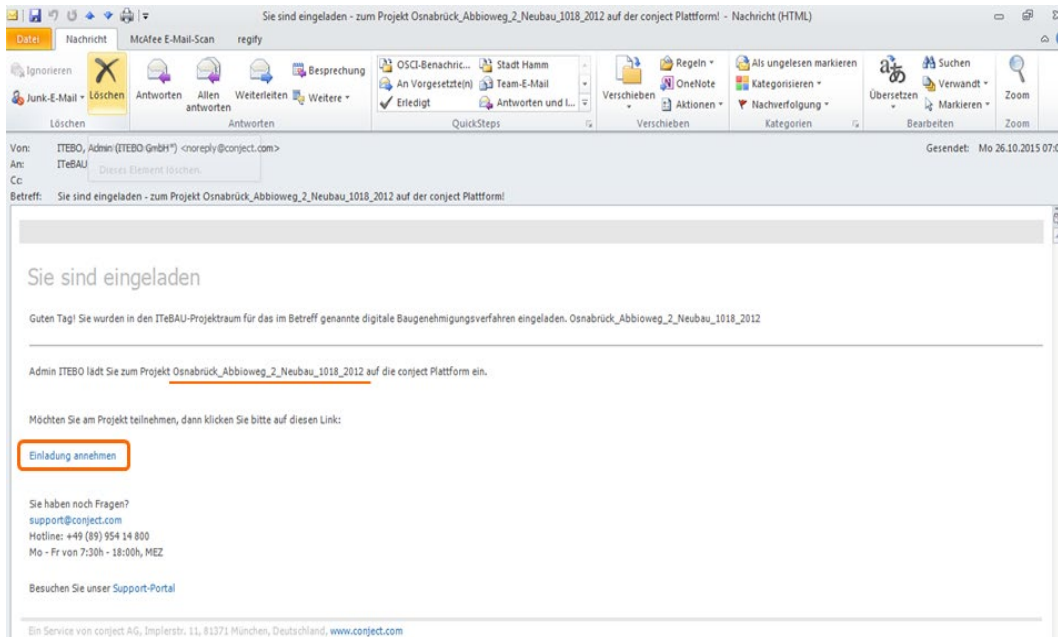 Sie sind eingeladen - zum Projekt Osnabrück_Abbioweg_2_Neubau_1018_2012 auf der conject Plattform! - Nachricht (HTML)
Datei Nachricht McAfee E-Mail-Scan regify
Ignorieren
Junk-E-Mail
Löschen
Löschen
Antworten
Allen antworten
Weiterleiten
Besprechung
Weitere
Antworten
OSCI-Benachric...
An Vorgesetzte(n)
Erledigt
Stadt Hamm
Team-E-Mail
Antworten und l...
QuickSteps
Verschieben
Regeln
OneNote
Aktionen
Verschieben
Als ungelesen markieren
Kategorisieren
Nachverfolgung
Kategorien
Übersetzen
Suchen
Verwandt
Markieren
Bearbeiten
Zoom
Zoom
Von: ITEBO, Admin (ITEBO GmbH*) <noreply@conject.com> Gesendet: Mo 26.10.2015 07:0
An: ITeBAU
Dieses Element löschen.
Cc
Betreff: Sie sind eingeladen - zum Projekt Osnabrück_Abbioweg_2_Neubau_1018_2012 auf der conject Plattform!
Sie sind eingeladen
Guten Tag! Sie wurden in den ITeBAU-Projektraum für das im Betreff genannte digitale Baugenehmigungsverfahren eingeladen. Osnabrück_Abbioweg_2_Neubau_1018_2012
Admin ITEBO lädt Sie zum Projekt Osnabrück_Abbioweg_2_Neubau_1018_2012 auf die conject Plattform ein.
Möchten Sie am Projekt teilnehmen, dann klicken Sie bitte auf diesen Link:
Einladung annehmen
Sie haben noch Fragen?
support@conject.com
Hotline: +49 (89) 954 14 800
Mo - Fr von 7:30h - 18:00h, MEZ
Besuchen Sie unser Support-Portal
Ein Service von conject AG, Implerstr. 11, 81371 München, Deutschland, www.conject.com